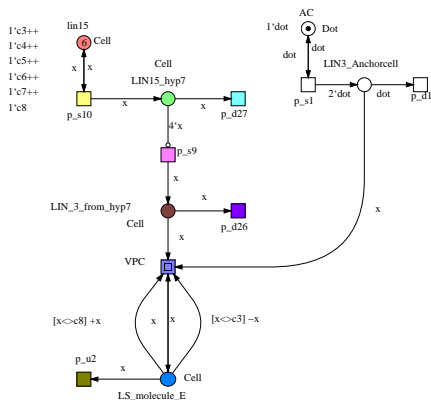 lin15
AC
1'c3++
1'c4++
1'c5++
1'c6++
1'c7++
1'c8
6
Cell
1'dot
Dot
x
x
dot
dot
Cell
LIN15_hyp7
LIN3_Anchorcell
x
x
2'dot
dot
p_s10
p_d27
p_s1
p_d1
4'x
p_s9
x
LIN_3_from_hyp7
x
Cell
p_d26
x
x
VPC
[x<>c8] +x
x
x
[x<>c3] –x
p_u2
x
Cell
LS_molecule_E